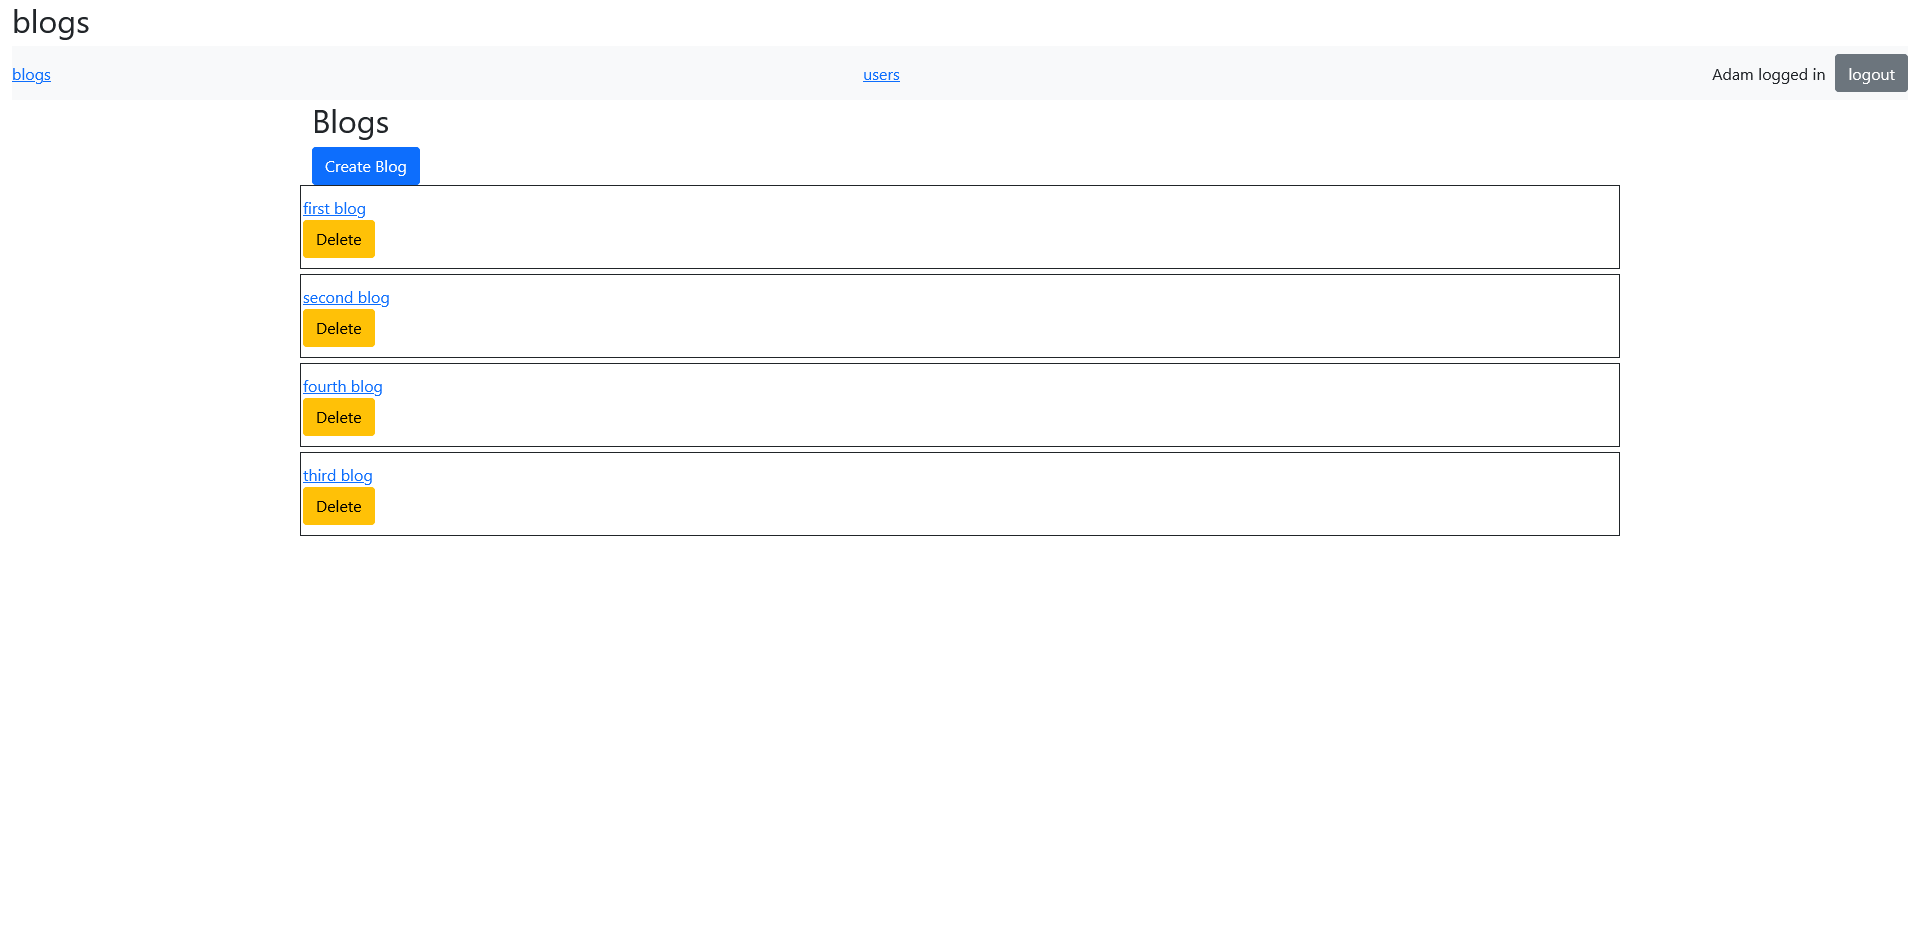 blogs
blogs users Adam logged in logout
Blogs
Create Blog
first blog
Delete
second blog
Delete
fourth blog
Delete
third blog
Delete